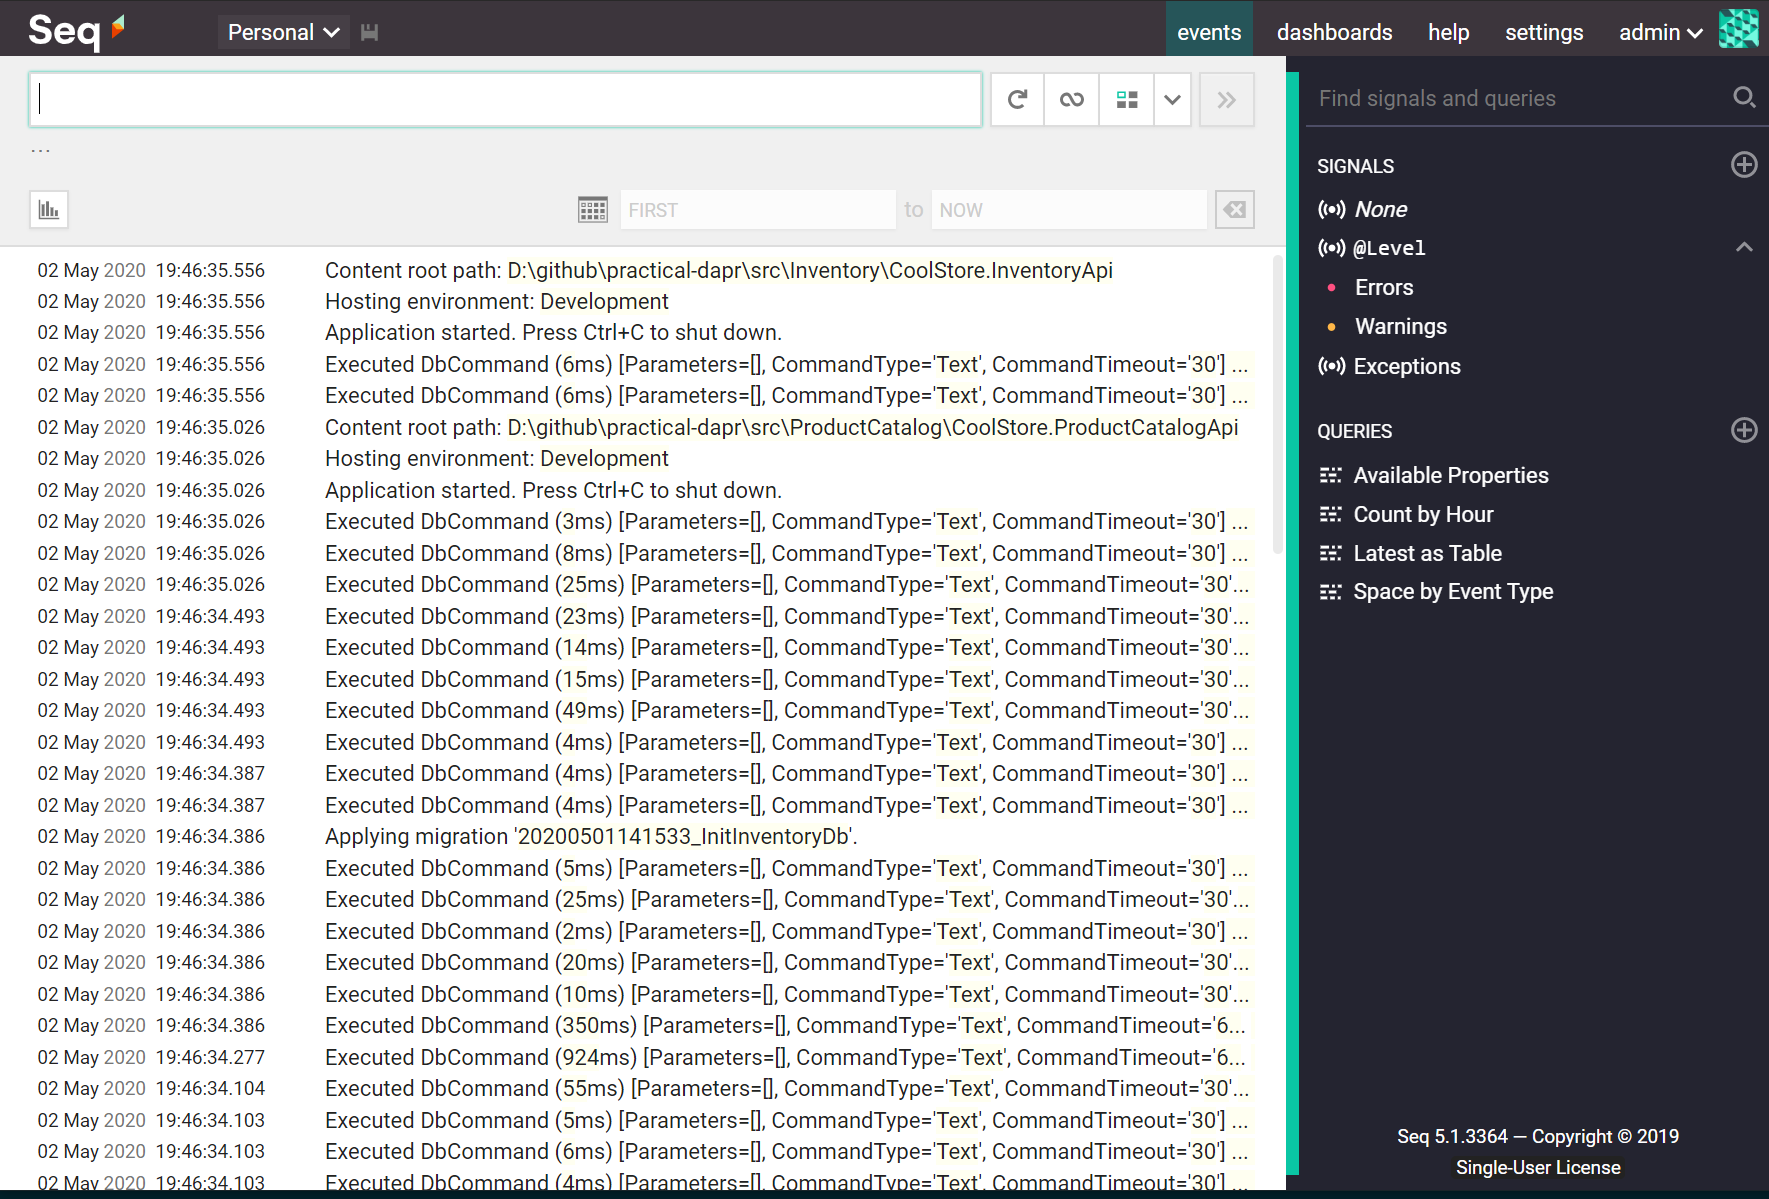 Seq
Personal
events
dashboards
help
settings
admin
...
FIRST
to
NOW
02 May 2020 19:46:35.556 Content root path: D:\github\practical-dapr\src\Inventory\CoolStore.InventoryApi
02 May 2020 19:46:35.556 Hosting environment: Development
02 May 2020 19:46:35.556 Application started. Press Ctrl+C to shut down.
02 May 2020 19:46:35.556 Executed DbCommand (6ms) [Parameters=[], CommandType='Text', CommandTimeout='30'] ...
02 May 2020 19:46:35.556 Executed DbCommand (6ms) [Parameters=[], CommandType='Text', CommandTimeout='30'] ...
02 May 2020 19:46:35.026 Content root path: D:\github\practical-dapr\src\ProductCatalog\CoolStore.ProductCatalogApi
02 May 2020 19:46:35.026 Hosting environment: Development
02 May 2020 19:46:35.026 Application started. Press Ctrl+C to shut down.
02 May 2020 19:46:35.026 Executed DbCommand (3ms) [Parameters=[], CommandType='Text', CommandTimeout='30'] ...
02 May 2020 19:46:35.026 Executed DbCommand (8ms) [Parameters=[], CommandType='Text', CommandTimeout='30'] ...
02 May 2020 19:46:35.026 Executed DbCommand (25ms) [Parameters=[], CommandType='Text', CommandTimeout='30'...
02 May 2020 19:46:34.493 Executed DbCommand (23ms) [Parameters=[], CommandType='Text', CommandTimeout='30'...
02 May 2020 19:46:34.493 Executed DbCommand (14ms) [Parameters=[], CommandType='Text', CommandTimeout='30'...
02 May 2020 19:46:34.493 Executed DbCommand (15ms) [Parameters=[], CommandType='Text', CommandTimeout='30'...
02 May 2020 19:46:34.493 Executed DbCommand (49ms) [Parameters=[], CommandType='Text', CommandTimeout='30'...
02 May 2020 19:46:34.493 Executed DbCommand (4ms) [Parameters=[], CommandType='Text', CommandTimeout='30'] ...
02 May 2020 19:46:34.387 Executed DbCommand (4ms) [Parameters=[], CommandType='Text', CommandTimeout='30'] ...
02 May 2020 19:46:34.387 Executed DbCommand (4ms) [Parameters=[], CommandType='Text', CommandTimeout='30'] ...
02 May 2020 19:46:34.386 Applying migration '20200501141533_InitInventoryDb'.
02 May 2020 19:46:34.386 Executed DbCommand (5ms) [Parameters=[], CommandType='Text', CommandTimeout='30'] ...
02 May 2020 19:46:34.386 Executed DbCommand (25ms) [Parameters=[], CommandType='Text', CommandTimeout='30'...
02 May 2020 19:46:34.386 Executed DbCommand (2ms) [Parameters=[], CommandType='Text', CommandTimeout='30'] ...
02 May 2020 19:46:34.386 Executed DbCommand (20ms) [Parameters=[], CommandType='Text', CommandTimeout='30'...
02 May 2020 19:46:34.386 Executed DbCommand (10ms) [Parameters=[], CommandType='Text', CommandTimeout='30'...
02 May 2020 19:46:34.386 Executed DbCommand (350ms) [Parameters=[], CommandType='Text', CommandTimeout='6...
02 May 2020 19:46:34.277 Executed DbCommand (924ms) [Parameters=[], CommandType='Text', CommandTimeout='6...
02 May 2020 19:46:34.104 Executed DbCommand (55ms) [Parameters=[], CommandType='Text', CommandTimeout='30'...
02 May 2020 19:46:34.103 Executed DbCommand (5ms) [Parameters=[], CommandType='Text', CommandTimeout='30'] ...
02 May 2020 19:46:34.103 Executed DbCommand (6ms) [Parameters=[], CommandType='Text', CommandTimeout='30'] ...
02 May 2020 19:46:34.103 Executed DbCommand (4ms) [Parameters=[], CommandType='Text', CommandTimeout='30'] ...
Find signals and queries
SIGNALS
None
@Level
Errors
Warnings
Exceptions
QUERIES
Available Properties
Count by Hour
Latest as Table
Space by Event Type
Seq 5.1.3364 — Copyright © 2019
Single-User License